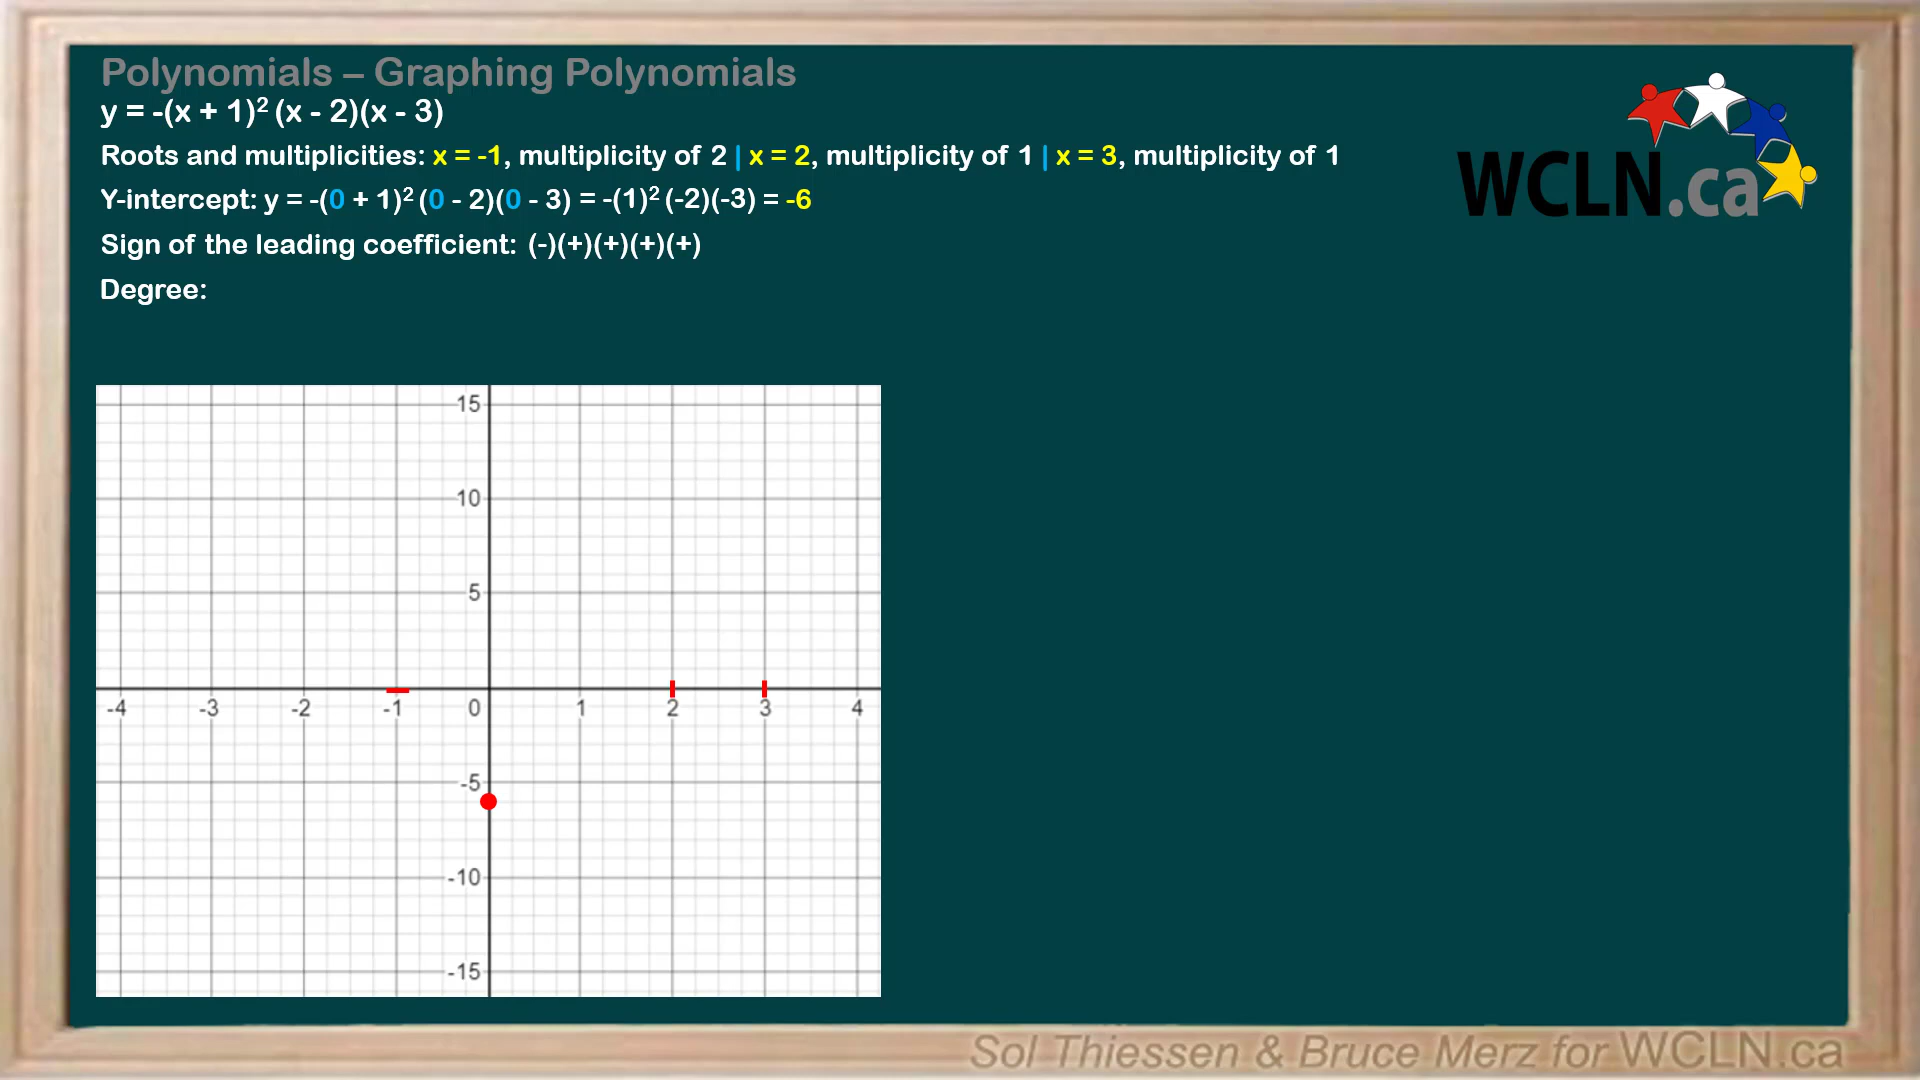 Polynomials – Graphing Polynomials
y = -(x + 1)² (x - 2)(x - 3)
Roots and multiplicities: x = -1, multiplicity of 2 | x = 2, multiplicity of 1 | x = 3, multiplicity of 1
Y-intercept: y = -(0 + 1)² (0 - 2)(0 - 3) = -(1)² (-2)(-3) = -6
Sign of the leading coefficient: (-)(+)(+)(+)(+)
Degree:
WCLN.ca
15
10
5
-4 -3 -2 -1 0 1 2 3 4
-5
-10
-15
Sol Thiessen & Bruce Merz for WCLN.ca